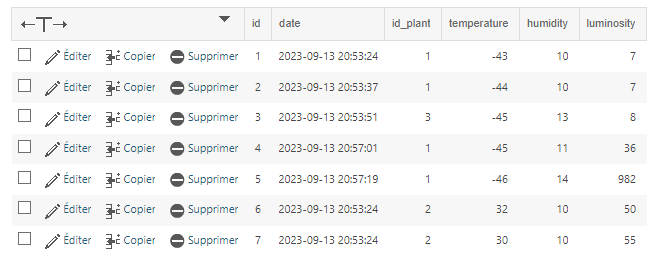 id date id_plant temperature humidity luminosity
Éditer Copier Supprimer 1 2023-09-13 20:53:24 1 -43 10 7
Éditer Copier Supprimer 2 2023-09-13 20:53:37 1 -44 10 7
Éditer Copier Supprimer 3 2023-09-13 20:53:51 3 -45 13 8
Éditer Copier Supprimer 4 2023-09-13 20:57:01 1 -45 11 36
Éditer Copier Supprimer 5 2023-09-13 20:57:19 1 -46 14 982
Éditer Copier Supprimer 6 2023-09-13 20:53:24 2 32 10 50
Éditer Copier Supprimer 7 2023-09-13 20:53:24 2 30 10 55